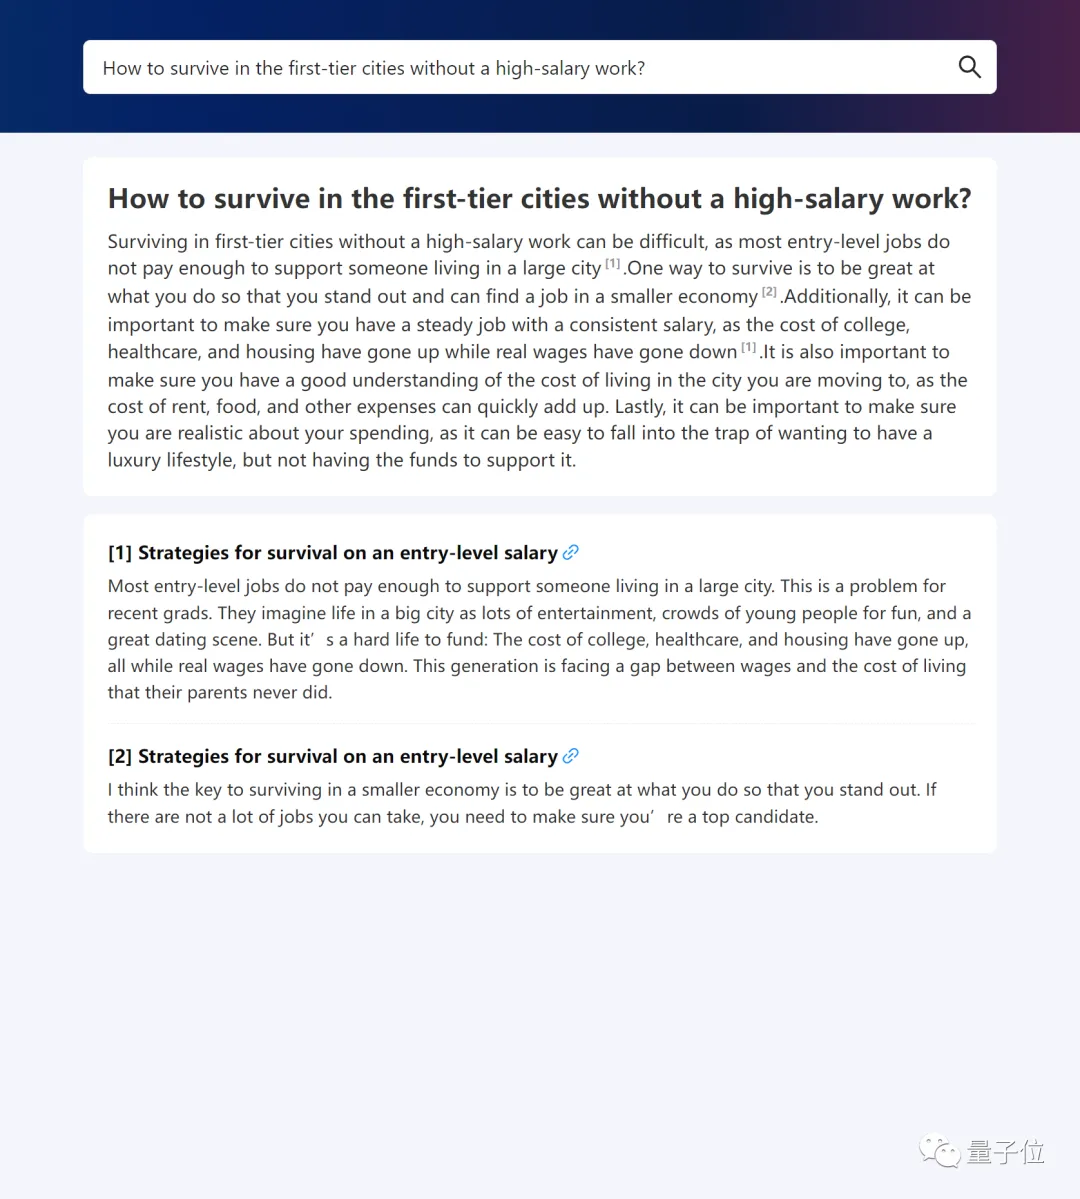 How to survive in the first-tier cities without a high-salary work?
How to survive in the first-tier cities without a high-salary work?
Surviving in first-tier cities without a high-salary work can be difficult, as most entry-level jobs do
not pay enough to support someone living in a large city [1].One way to survive is to be great at
what you do so that you stand out and can find a job in a smaller economy [2].Additionally, it can be
important to make sure you have a steady job with a consistent salary, as the cost of college,
healthcare, and housing have gone up while real wages have gone down [1].It is also important to
make sure you have a good understanding of the cost of living in the city you are moving to, as the
cost of rent, food, and other expenses can quickly add up. Lastly, it can be important to make sure
you are realistic about your spending, as it can be easy to fall into the trap of wanting to have a
luxury lifestyle, but not having the funds to support it.
[1] Strategies for survival on an entry-level salary
Most entry-level jobs do not pay enough to support someone living in a large city. This is a problem for
recent grads. They imagine life in a big city as lots of entertainment, crowds of young people for fun, and a
great dating scene. But it’s a hard life to fund: The cost of college, healthcare, and housing have gone up,
all while real wages have gone down. This generation is facing a gap between wages and the cost of living
that their parents never did.
[2] Strategies for survival on an entry-level salary
I think the key to surviving in a smaller economy is to be great at what you do so that you stand out. If
there are not a lot of jobs you can take, you need to make sure you’re a top candidate.
量子位